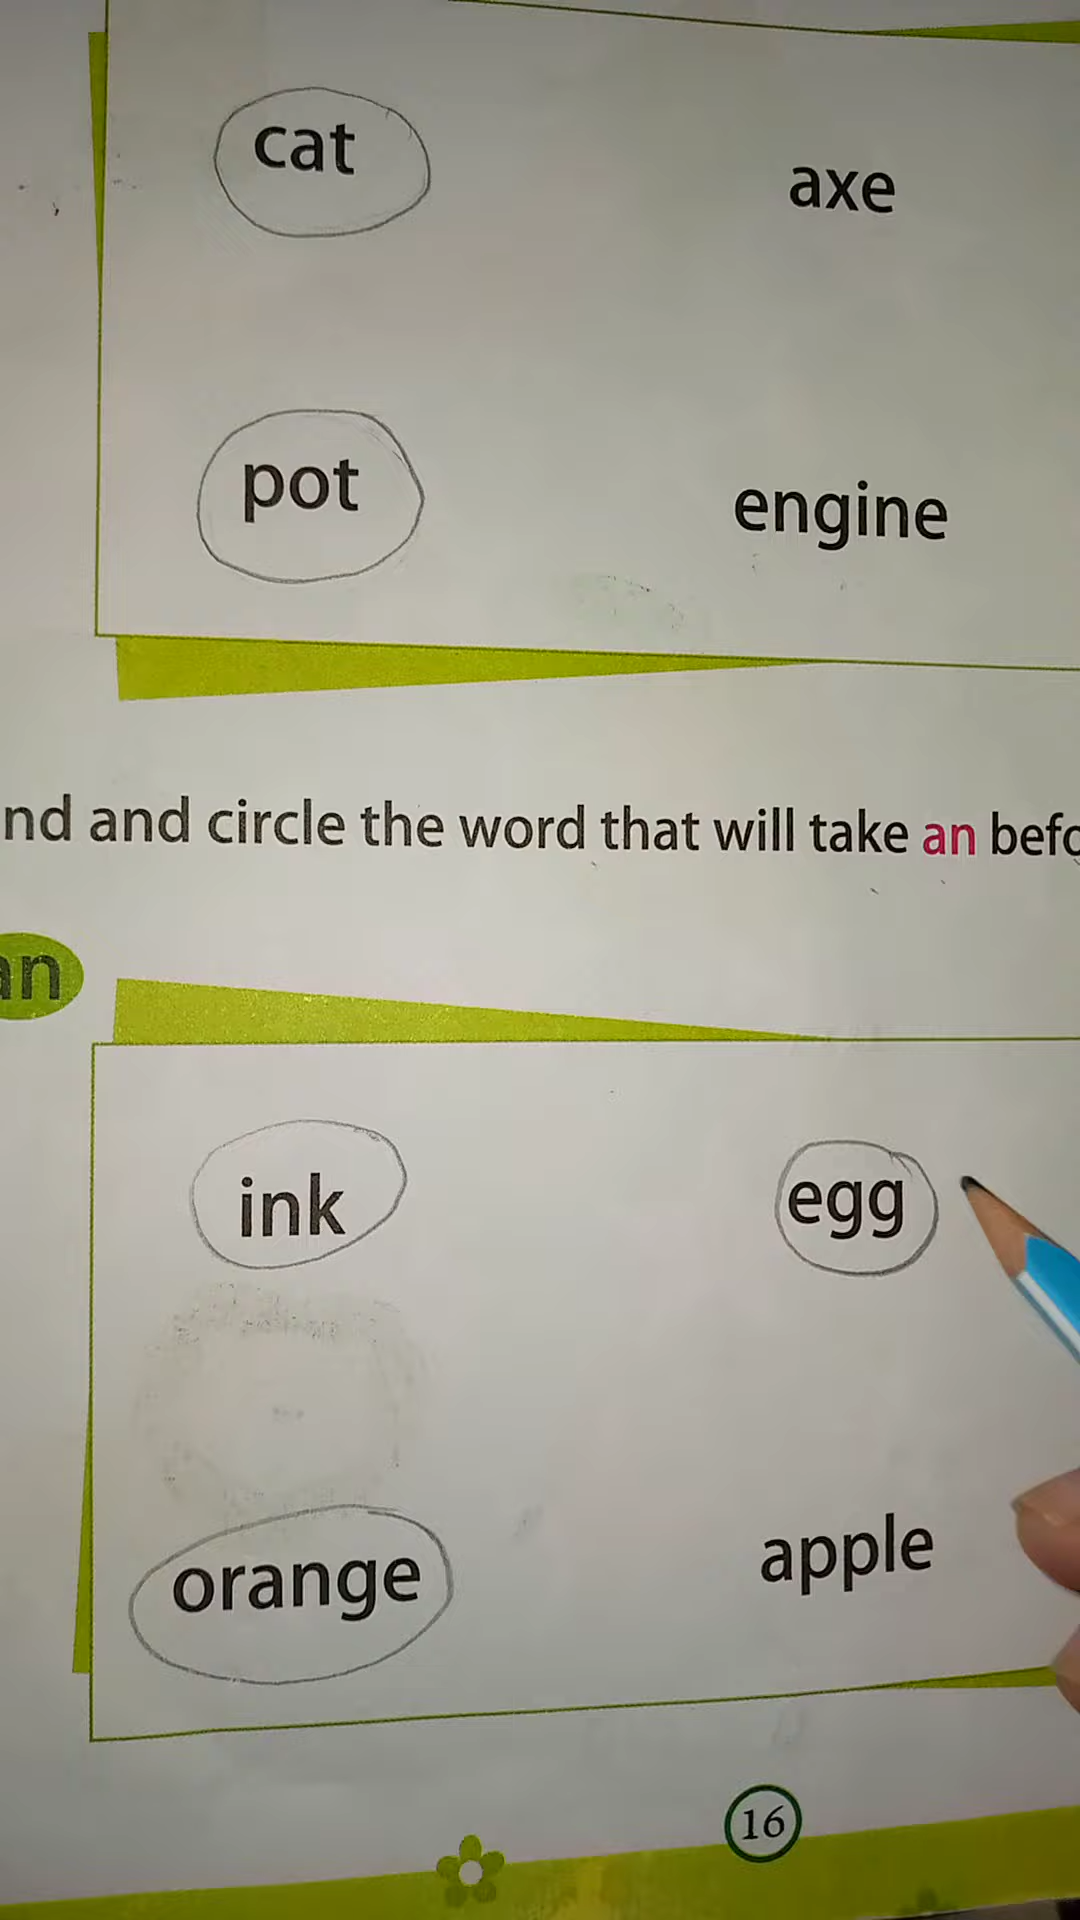 cat axe
pot engine
nd and circle the word that will take an befo
an
ink egg
orange apple
16